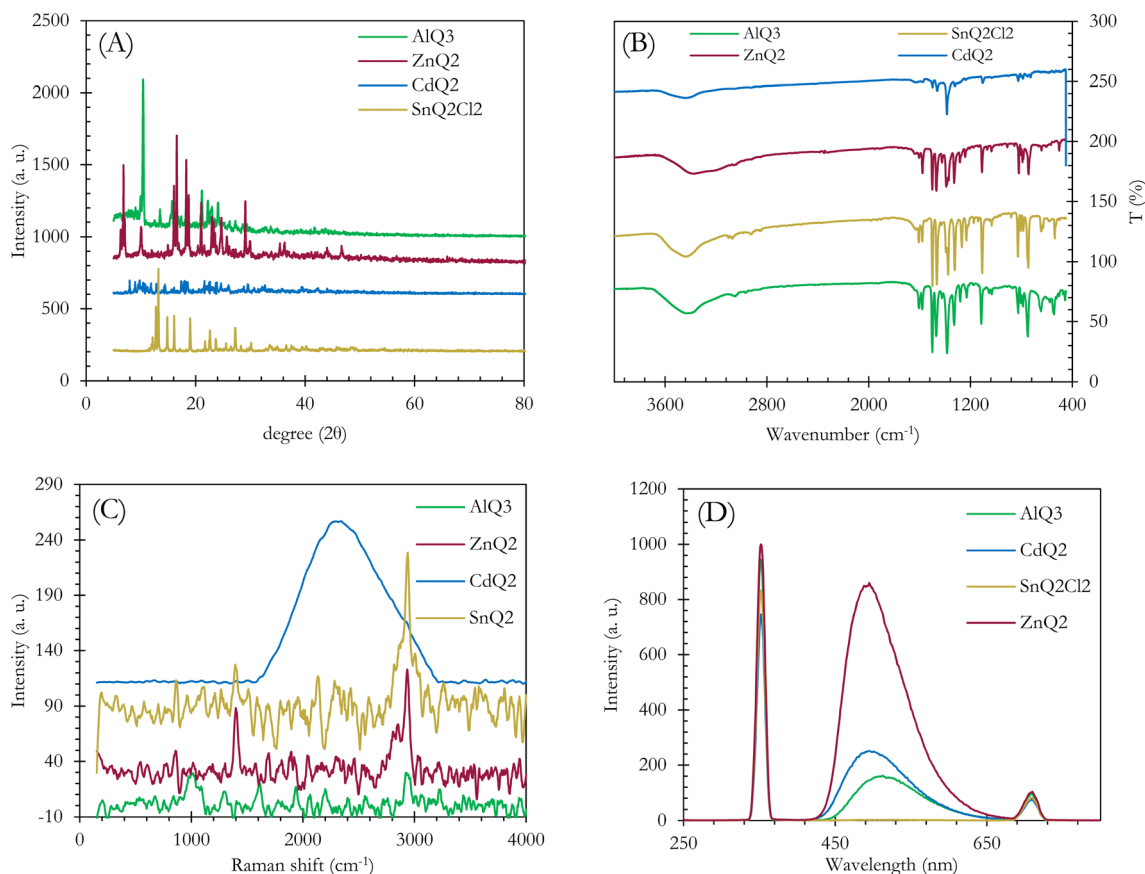 (A)
AlQ3
ZnQ2
CdQ2
SnQ2Cl2
2500
2000
1500
1000
500
0
Intensity (a. u.)
0 20 40 60 80
degree (2θ)
(B)
AlQ3 SnQ2Cl2
ZnQ2 CdQ2
300
250
200
150
100
50
0
T (%)
3600 2800 2000 1200 400
Wavenumber (cm⁻¹)
(C)
AlQ3
ZnQ2
CdQ2
SnQ2
290
240
190
140
90
40
-10
Intensity (a. u.)
0 1000 2000 3000 4000
Raman shift (cm⁻¹)
(D)
AlQ3
CdQ2
SnQ2Cl2
ZnQ2
1200
1000
800
600
400
200
0
Intensity (a. u.)
250 450 650
Wavelength (nm)